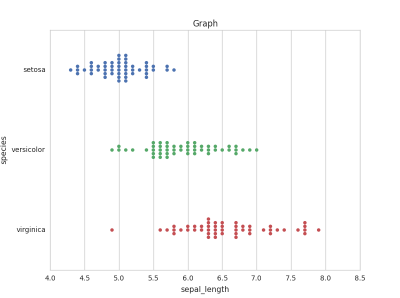 Graph
setosa
versicolor
virginica
species
4.0 4.5 5.0 5.5 6.0 6.5 7.0 7.5 8.0 8.5
sepal_length